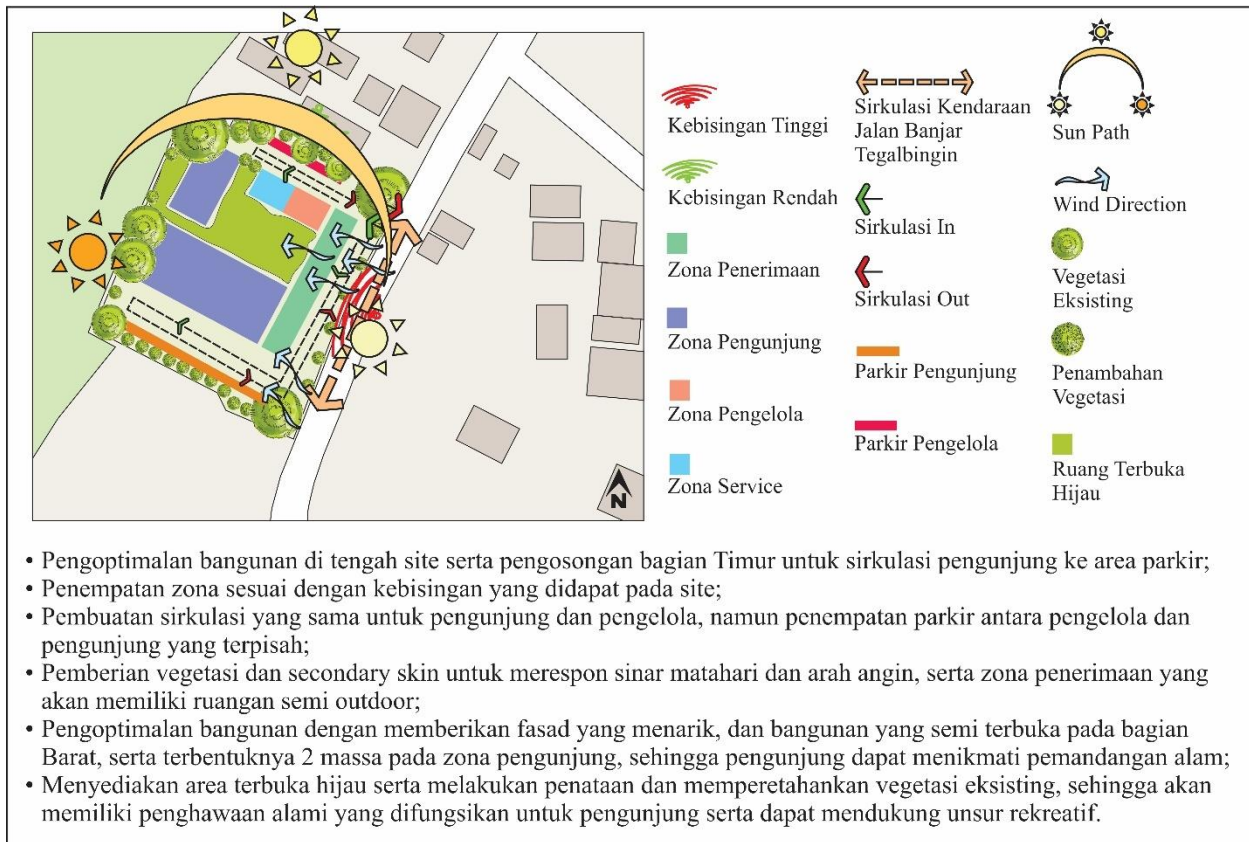 N
Kebisingan Tinggi
Kebisingan Rendah
Zona Penerimaan
Zona Pengunjung
Zona Pengelola
Zona Service
Sirkulasi Kendaraan
Jalan Banjar
Tegalbingin
Sirkulasi In
Sirkulasi Out
Parkir Pengunjung
Parkir Pengelola
Sun Path
Wind Direction
Vegetasi
Eksisting
Penambahan
Vegetasi
Ruang Terbuka
Hijau
• Pengoptimalan bangunan di tengah site serta pengosongan bagian Timur untuk sirkulasi pengunjung ke area parkir;
• Penempatan zona sesuai dengan kebisingan yang didapat pada site;
• Pembuatan sirkulasi yang sama untuk pengunjung dan pengelola, namun penempatan parkir antara pengelola dan
pengunjung yang terpisah;
• Pemberian vegetasi dan secondary skin untuk merespon sinar matahari dan arah angin, serta zona penerimaan yang
akan memiliki ruangan semi outdoor;
• Pengoptimalan bangunan dengan memberikan fasad yang menarik, dan bangunan yang semi terbuka pada bagian
Barat, serta terbentuknya 2 massa pada zona pengunjung, sehingga pengunjung dapat menikmati pemandangan alam;
• Menyediakan area terbuka hijau serta melakukan penataan dan memperetahankan vegetasi eksisting, sehingga akan
memiliki penghawaan alami yang difungsikan untuk pengunjung serta dapat mendukung unsur rekreatif.